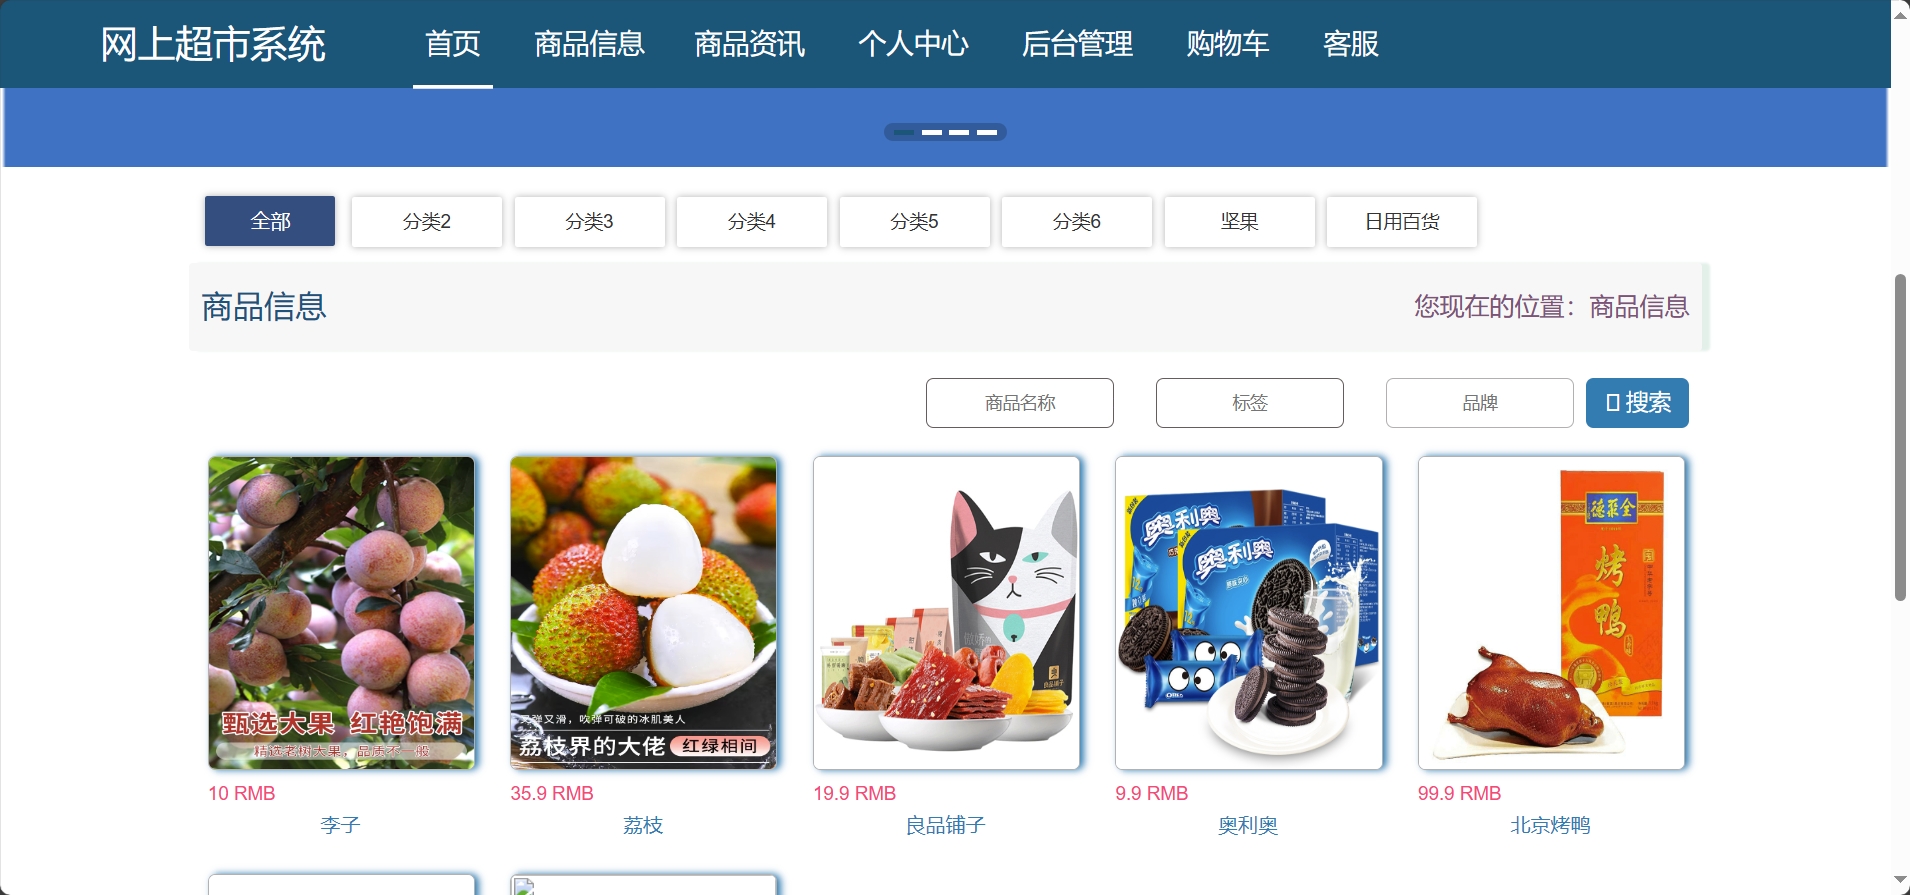 网上超市系统
首页
商品信息
商品资讯
个人中心
后台管理
购物车
客服
全部
分类2
分类3
分类4
分类5
分类6
坚果
日用百货
商品信息
您现在的位置：商品信息
商品名称
标签
品牌
搜索
甄选大果 红艳饱满
精选老树大果，品质不一般
又弹又滑，吹弹可破的冰肌美人
荔枝界的大佬 红绿相间
良品铺子
奥利奥
奥利奥
OREO
德聚全
烤鸭
10 RMB
李子
35.9 RMB
荔枝
19.9 RMB
良品铺子
9.9 RMB
奥利奥
99.9 RMB
北京烤鸭